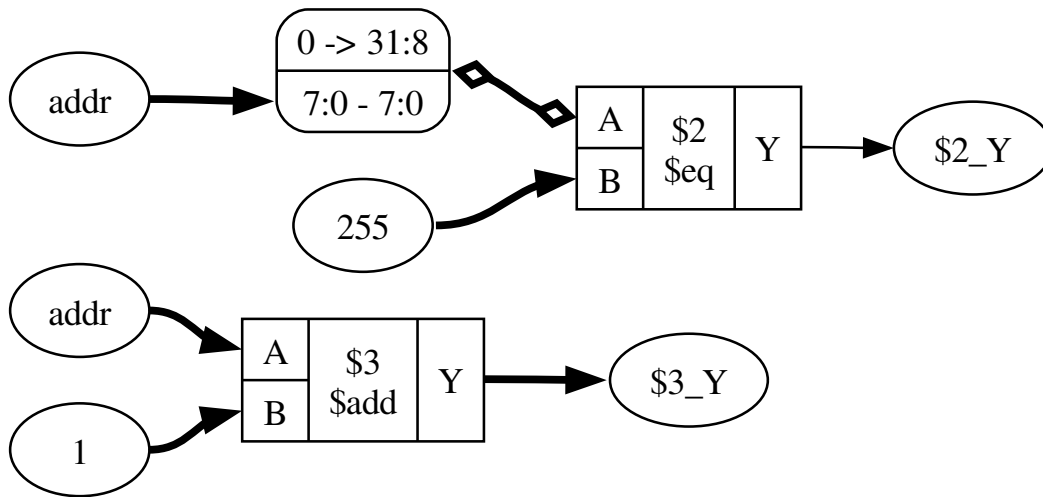 addr
0 -> 31:8
7:0 - 7:0
A
B
$2
$eq
Y
$2_Y
255
addr
1
A
B
$3
$add
Y
$3_Y